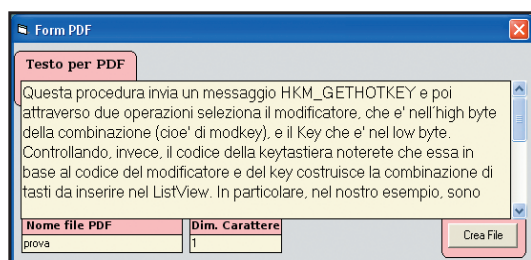 Form PDF
Testo per PDF
Questa procedura invia un messaggio HKM_GETHOTKEY e poi
attraverso due operazioni seleziona il modificatore, che e' nell'high byte
della combinazione (cioe' di modkey), e il Key che e' nel low byte.
Controllando, invece, il codice della keytastiera noterete che essa in
base al codice del modificatore e del key costruisce la combinazione di
tasti da inserire nel ListView. In particolare, nel nostro esempio, sono
Nome file PDF
Dim. Carattere
prova
1
Crea File